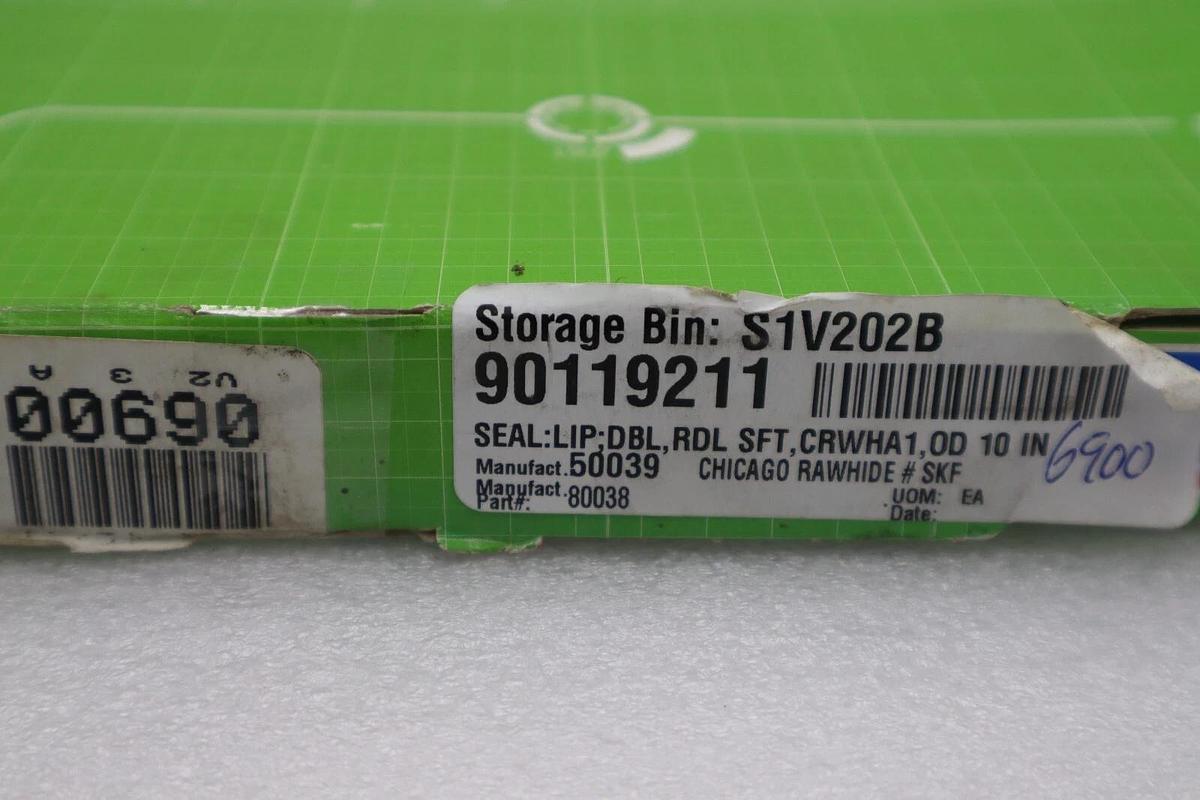 06900
V2 3 A
Storage Bin: S1V202B
90119211
SEAL:LIP;DBL,RDL SFT,CRWHA1,OD 10 IN
6900
Manufact. 50039 CHICAGO RAWHIDE # SKF
Manufact. Part#: 80038 UOM: EA
Date: